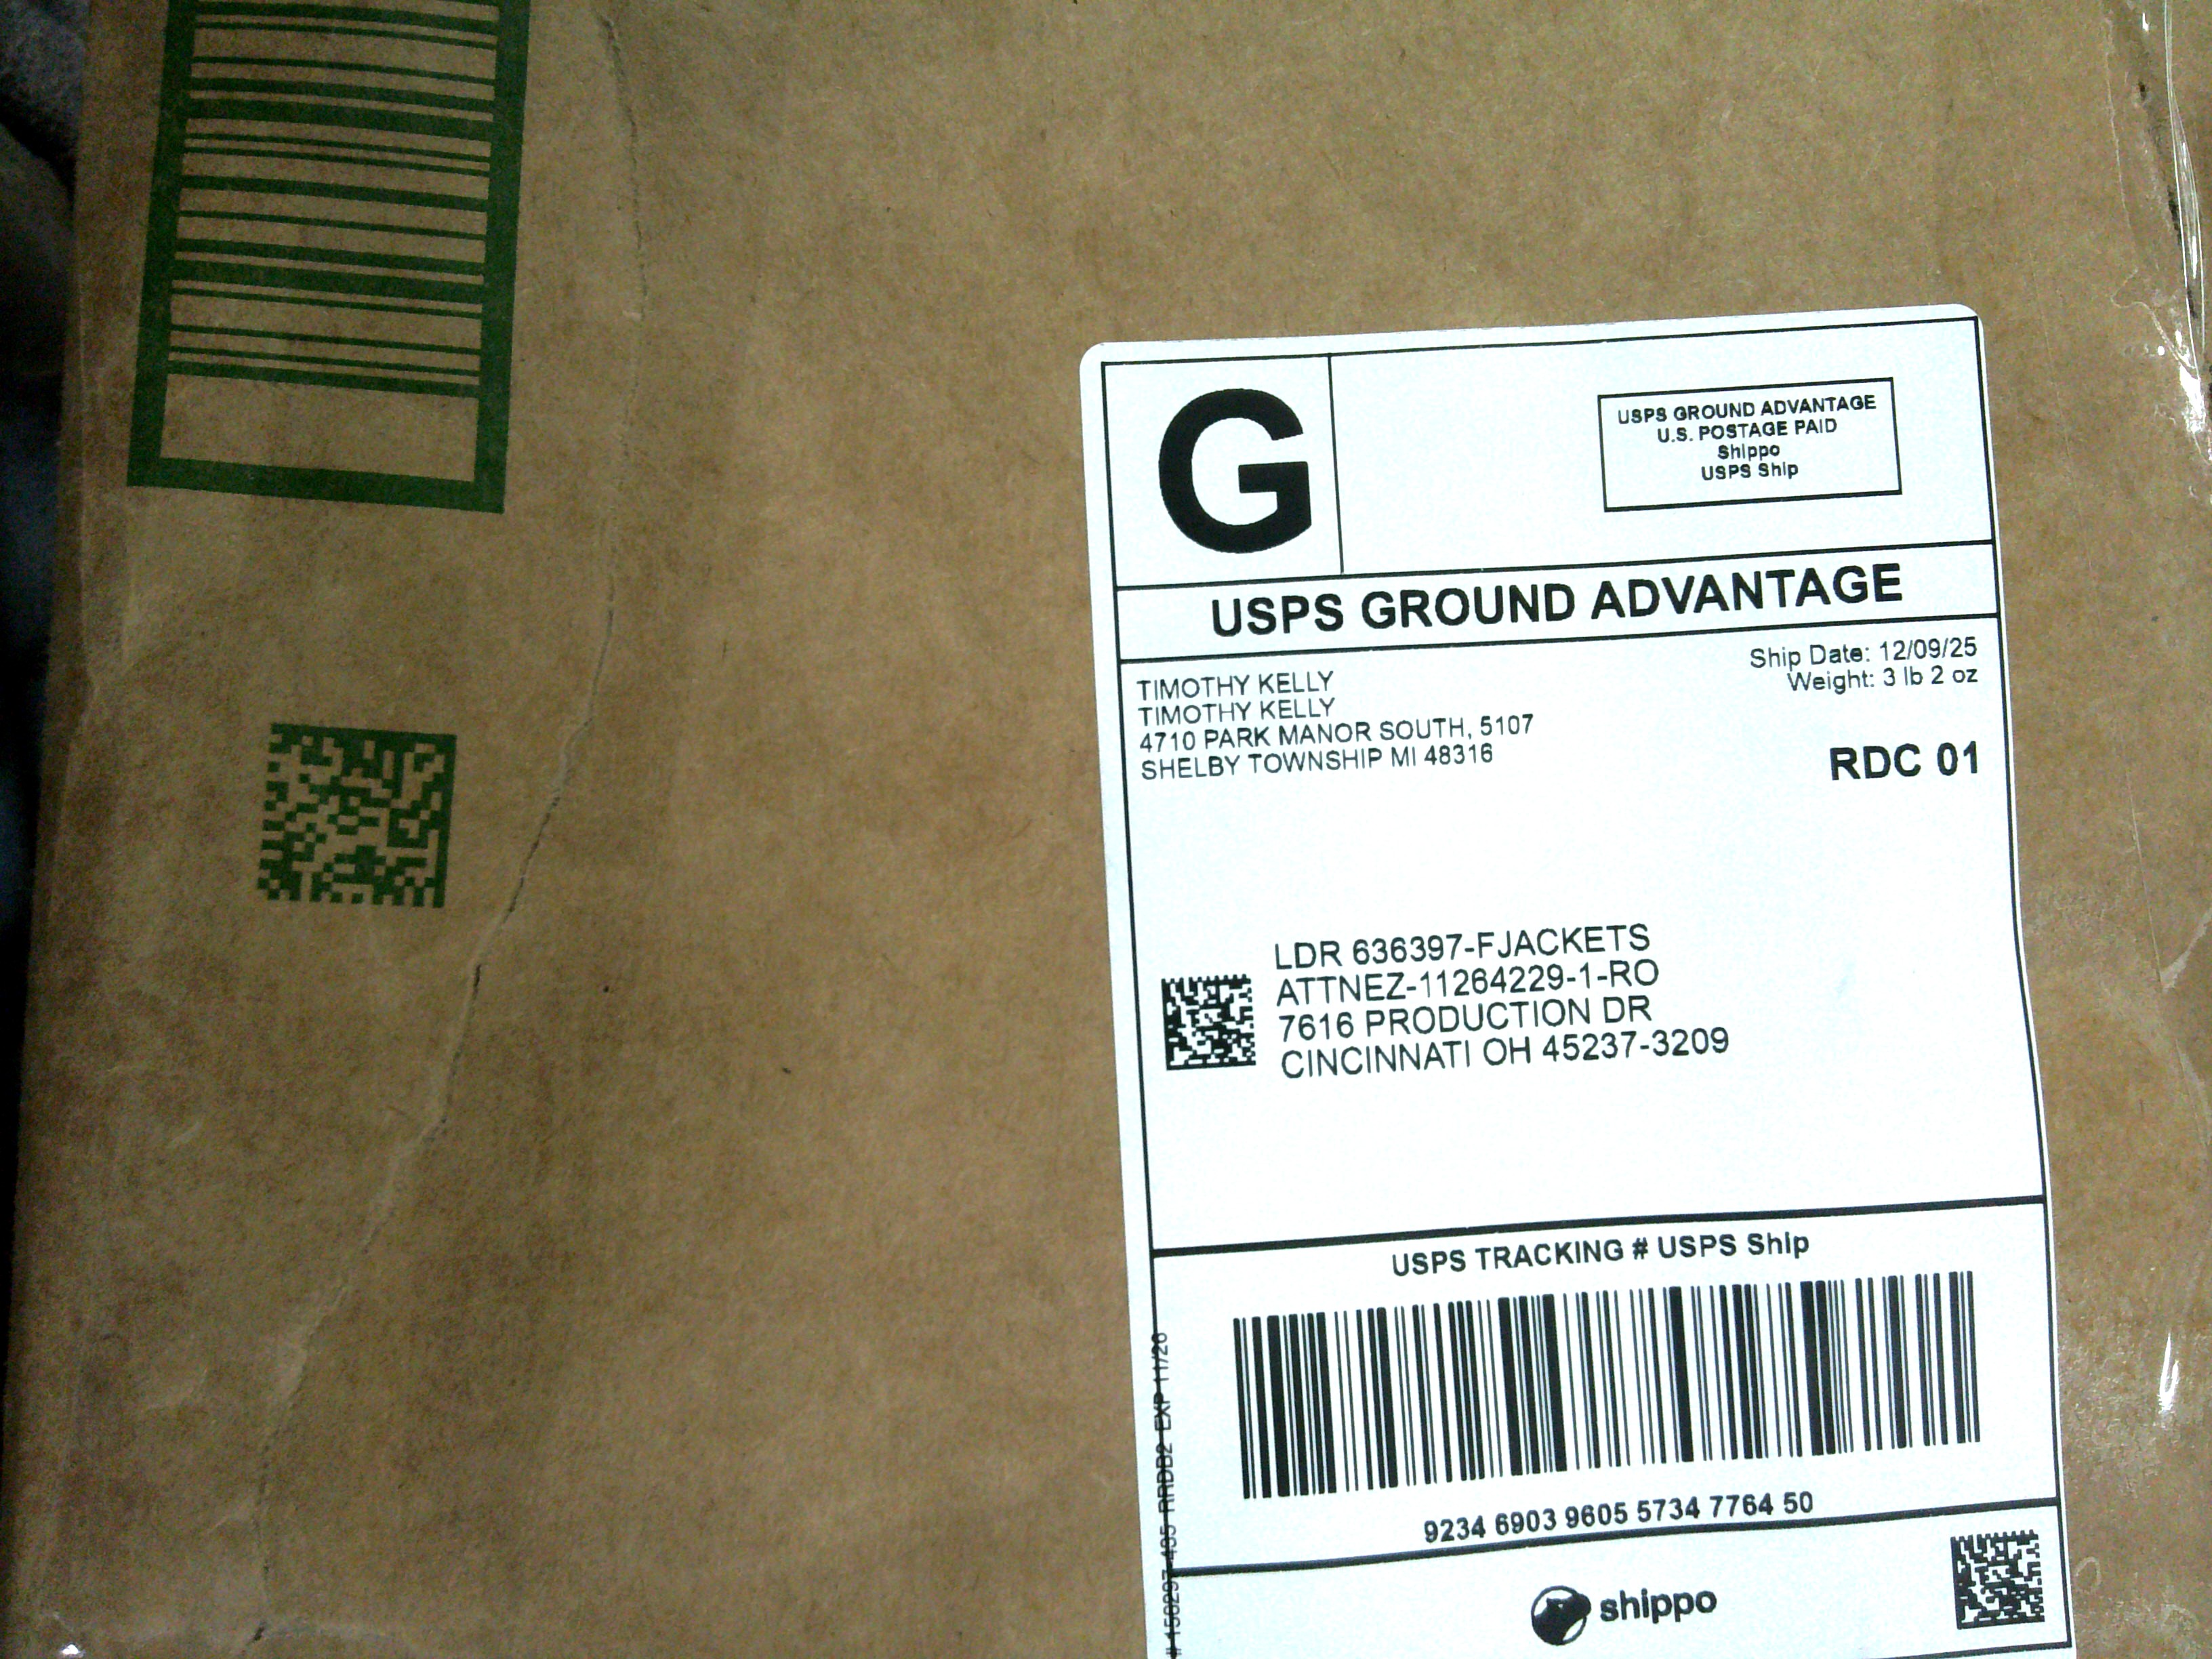 G
USPS GROUND ADVANTAGE
U.S. POSTAGE PAID
Shippo
USPS Ship
USPS GROUND ADVANTAGE
TIMOTHY KELLY
TIMOTHY KELLY
4710 PARK MANOR SOUTH, 5107
SHELBY TOWNSHIP MI 48316
Ship Date: 12/09/25
Weight: 3 lb 2 oz
RDC 01
LDR 636397-FJACKETS
ATTNEZ-11264229-1-RO
7616 PRODUCTION DR
CINCINNATI OH 45237-3209
USPS TRACKING # USPS Ship
9234 6903 9605 5734 7764 50
EXP 11/26
shippo